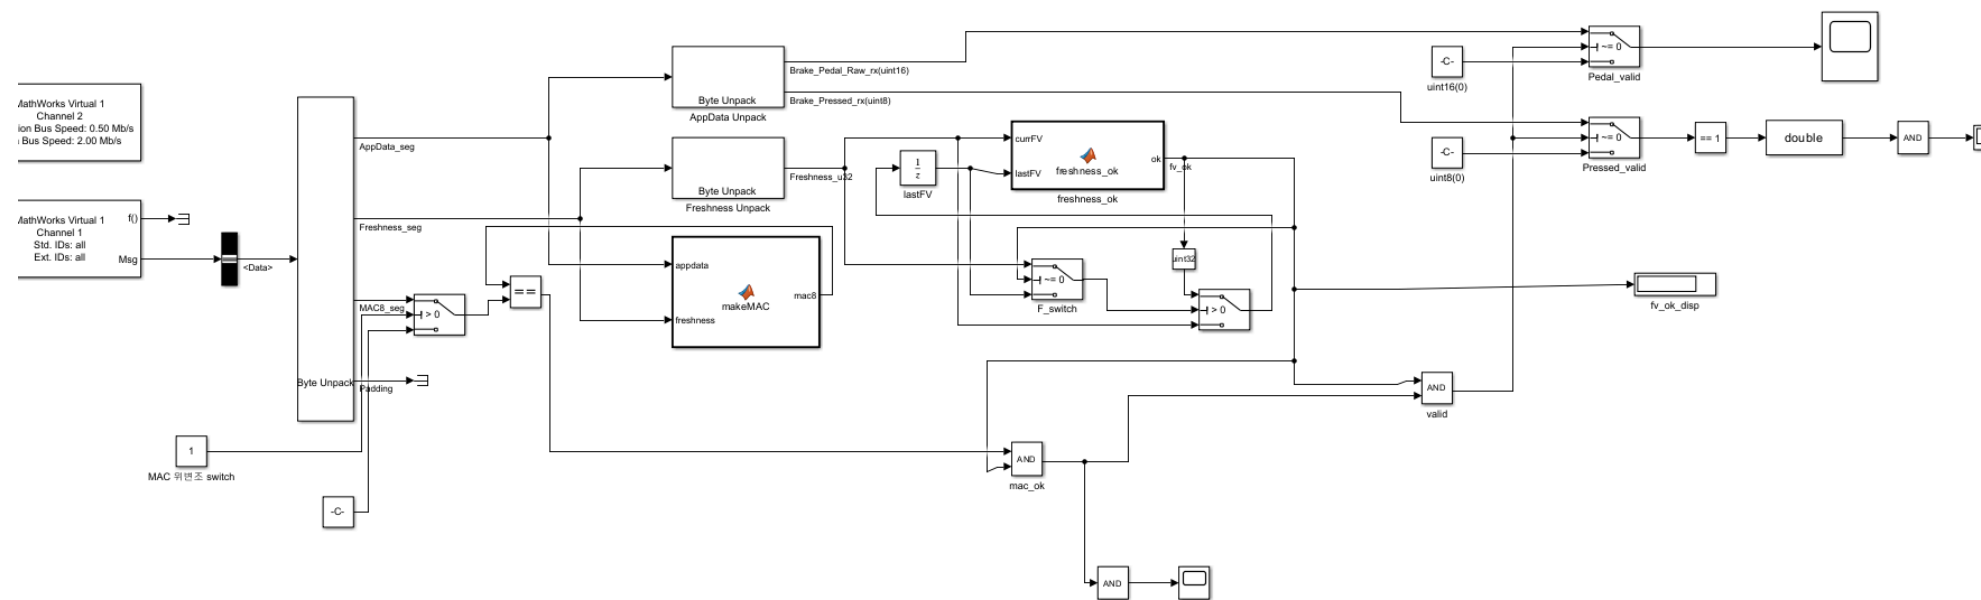 MathWorks Virtual 1
Channel 2
ion Bus Speed: 0.50 Mb/s
Bus Speed: 2.00 Mb/s
MathWorks Virtual 1
Channel 1
Std. IDs: all
Ext. IDs: all
f()
Msg
<Data>
Byte Unpack
AppData_seg
Freshness_seg
MAC8_seg
Padding
> 0
1
MAC 위변조 switch
-C-
==
Byte Unpack
AppData Unpack
Brake_Pedal_Raw_rx(uint16)
Brake_Pressed_rx(uint8)
Byte Unpack
Freshness Unpack
Freshness_u32
appdata
freshness
makeMAC
mac8
1
z
lastFV
currFV
lastFV
freshness_ok
ok
freshness_ok
fv_ok
uint32
~= 0
F_switch
> 0
AND
mac_ok
AND
AND
valid
fv_ok_disp
-C-
uint16(0)
~= 0
Pedal_valid
-C-
uint8(0)
~= 0
Pressed_valid
== 1
double
AND